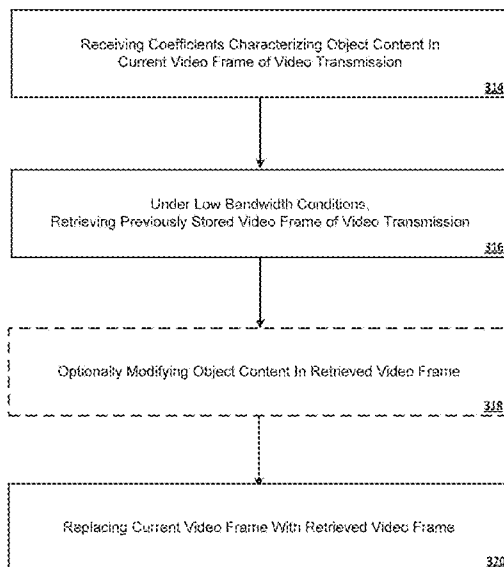 Receiving Coefficients Characterizing Object Content In
Current Video Frame of Video Transmission
314
Under Low Bandwidth Conditions,
Retrieving Previously Stored Video Frame of Video Transmission
316
Optionally Modifying Object Content In Retrieved Video Frame
318
Replacing Current Video Frame With Retrieved Video Frame
320